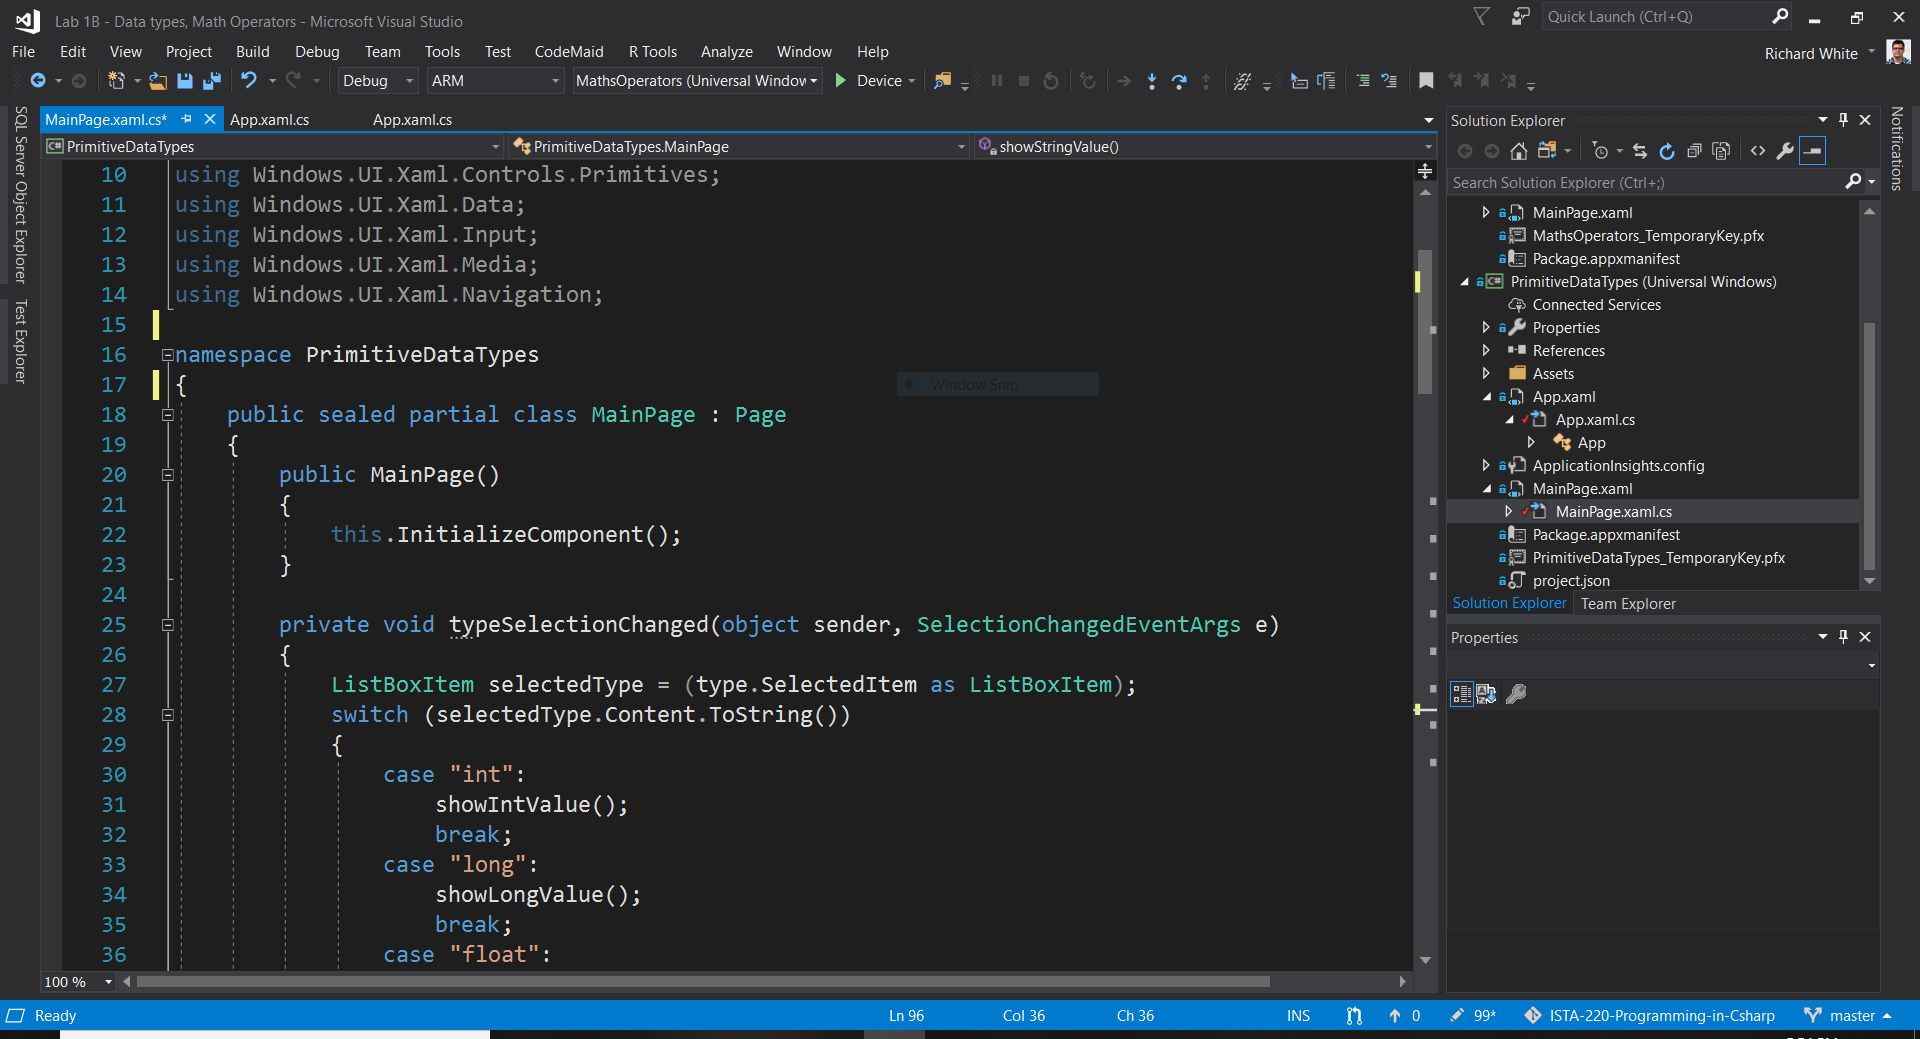 Lab 1B - Data types, Math Operators - Microsoft Visual Studio
Quick Launch (Ctrl+Q)
File Edit View Project Build Debug Team Tools Test CodeMaid R Tools Analyze Window Help
Richard White
Debug ARM MathsOperators (Universal Window Device
SQL Server Object Explorer
Test Explorer
MainPage.xaml.cs* App.xaml.cs App.xaml.cs
C# PrimitiveDataTypes PrimitiveDataTypes.MainPage showStringValue()
10 using Windows.UI.Xaml.Controls.Primitives;
11 using Windows.UI.Xaml.Data;
12 using Windows.UI.Xaml.Input;
13 using Windows.UI.Xaml.Media;
14 using Windows.UI.Xaml.Navigation;
15
16 namespace PrimitiveDataTypes
17 {
Window Snip
18 public sealed partial class MainPage : Page
19 {
20 public MainPage()
21 {
22 this.InitializeComponent();
23 }
24
25 private void typeSelectionChanged(object sender, SelectionChangedEventArgs e)
26 {
27 ListBoxItem selectedType = (type.SelectedItem as ListBoxItem);
28 switch (selectedType.Content.ToString())
29 {
30 case "int":
31 showIntValue();
32 break;
33 case "long":
34 showLongValue();
35 break;
36 case "float":
100 %
Solution Explorer
Search Solution Explorer (Ctrl+;)
MainPage.xaml
MathsOperators_TemporaryKey.pfx
Package.appxmanifest
C# PrimitiveDataTypes (Universal Windows)
Connected Services
Properties
References
Assets
App.xaml
App.xaml.cs
App
ApplicationInsights.config
MainPage.xaml
MainPage.xaml.cs
Package.appxmanifest
PrimitiveDataTypes_TemporaryKey.pfx
project.json
Solution Explorer Team Explorer
Properties
Notifications
Ready Ln 96 Col 36 Ch 36 INS 0 99* ISTA-220-Programming-in-Csharp master